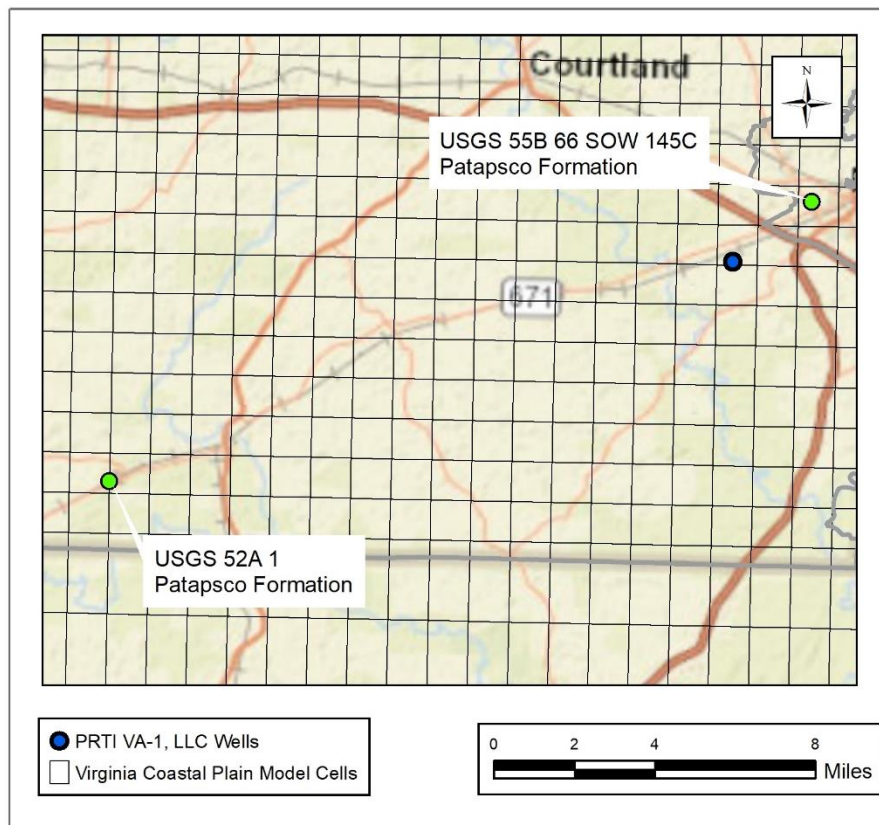 Courtland
N
USGS 55B 66 SOW 145C
Patapsco Formation
671
USGS 52A 1
Patapsco Formation
PRTI VA-1, LLC Wells
Virginia Coastal Plain Model Cells
0 2 4 8
Miles